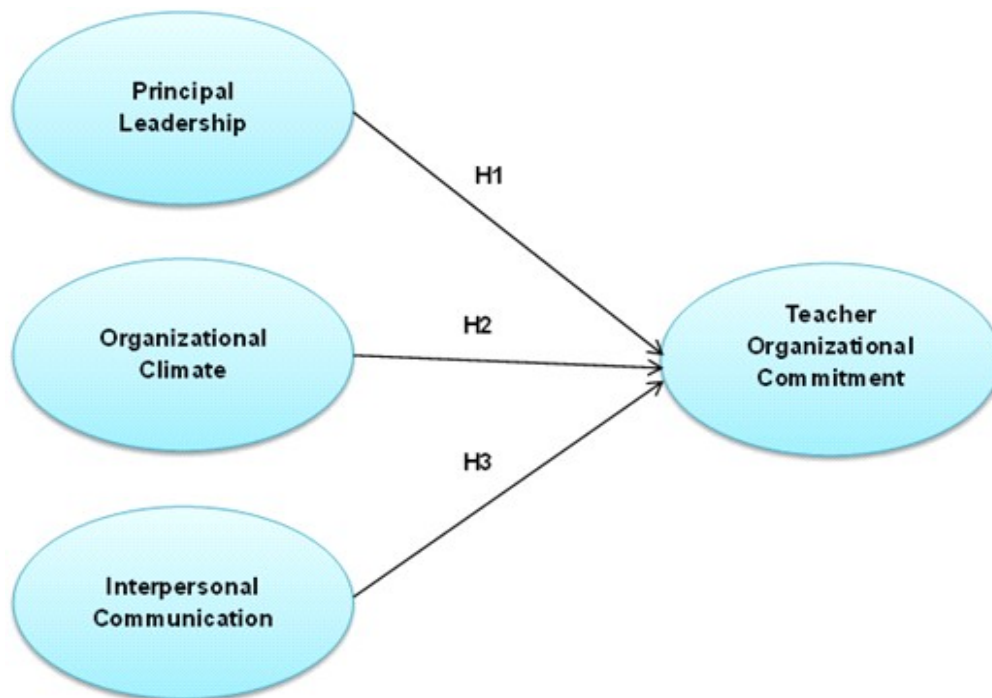 Principal
Leadership
H1
Organizational
Climate
H2
Teacher
Organizational
Commitment
H3
Interpersonal
Communication